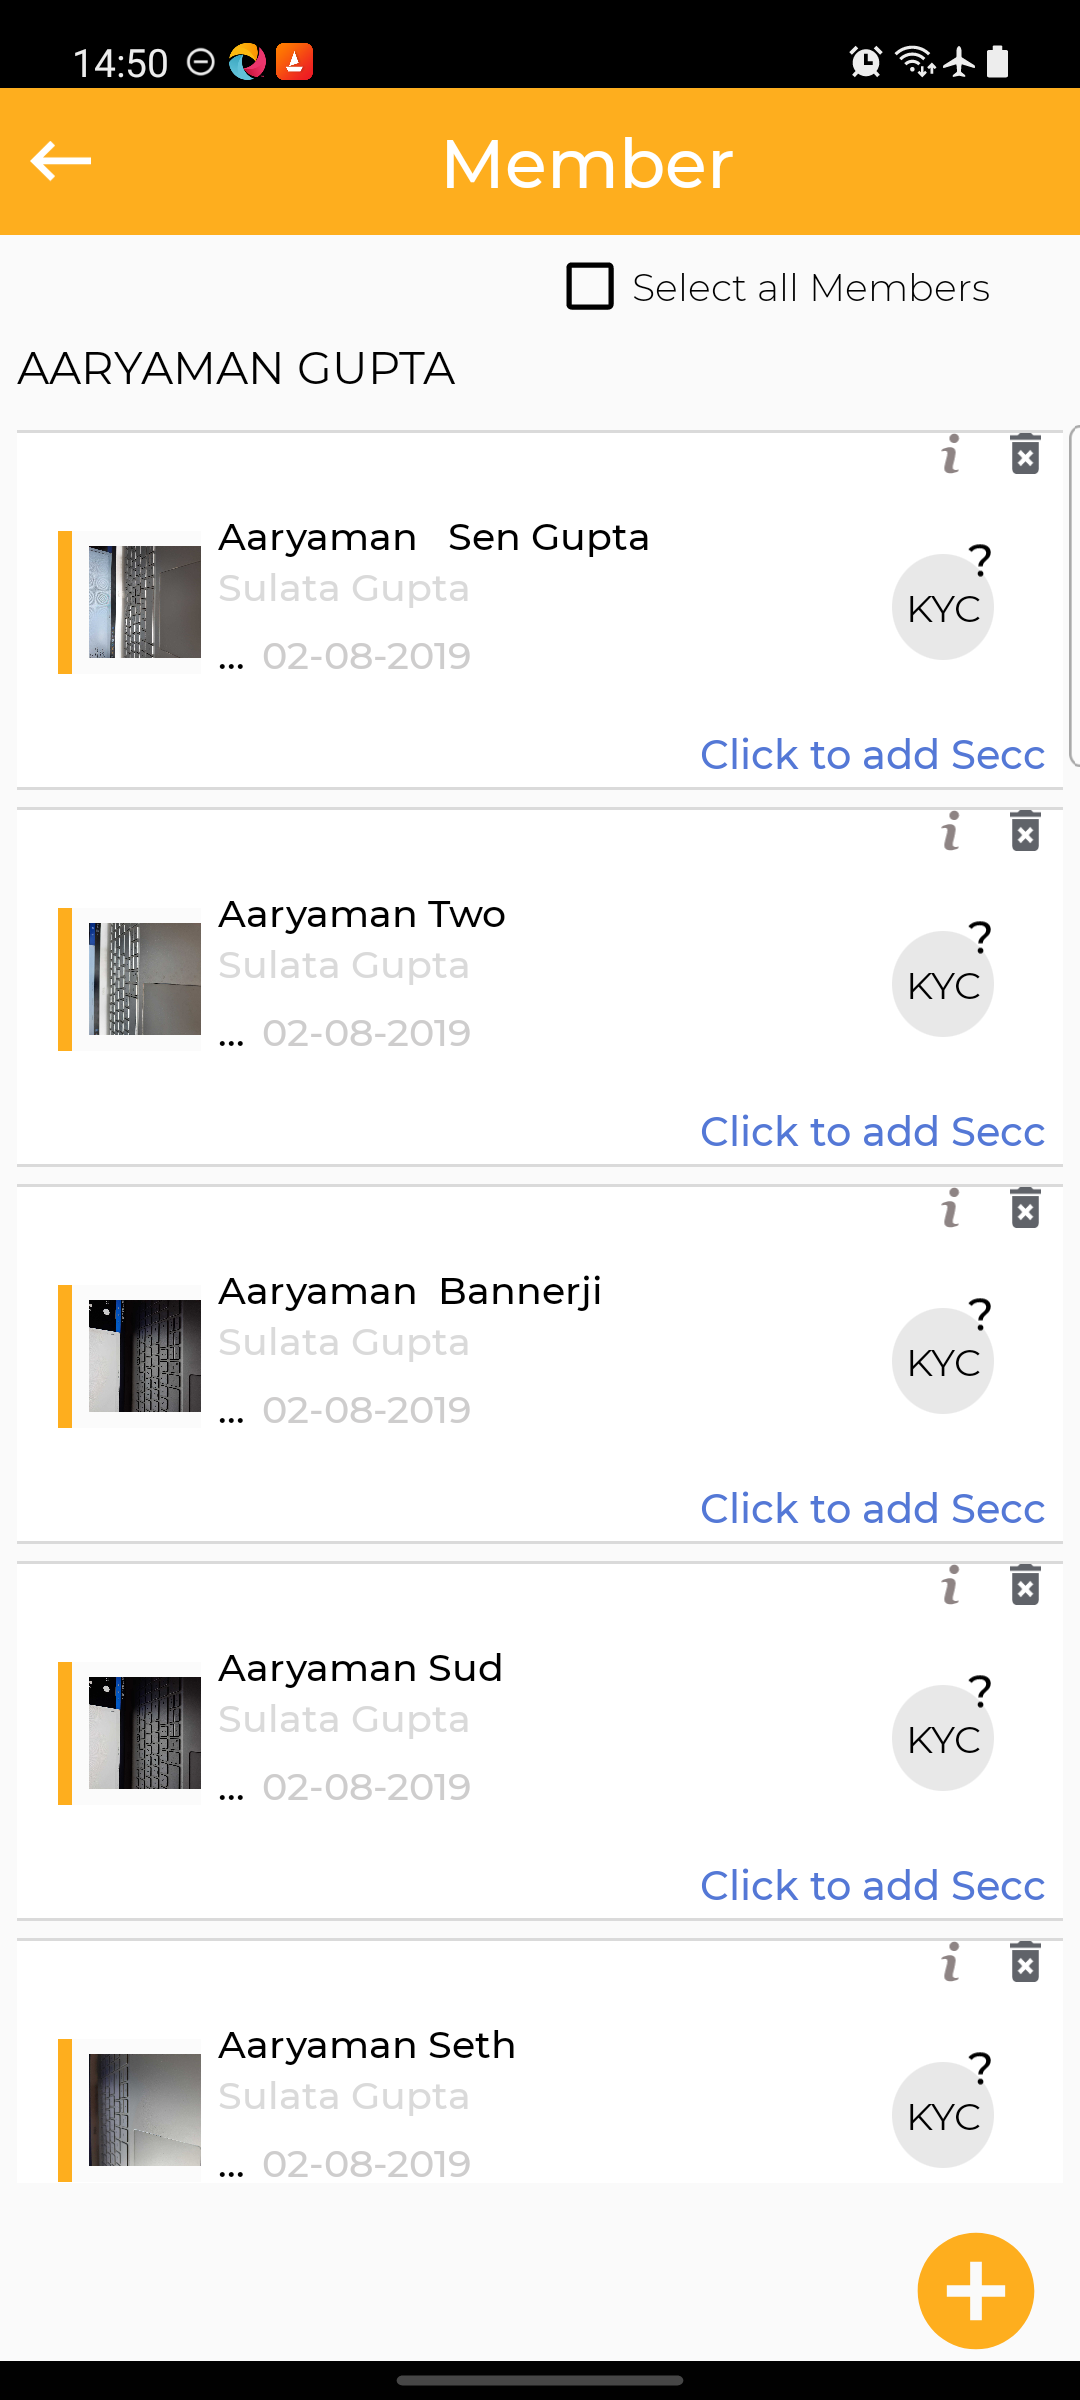 14:50
Member
Select all Members
AARYAMAN GUPTA
i
Aaryaman Sen Gupta
Sulata Gupta
... 02-08-2019
?
KYC
Click to add Secc
i
Aaryaman Two
Sulata Gupta
... 02-08-2019
?
KYC
Click to add Secc
i
Aaryaman Bannerji
Sulata Gupta
... 02-08-2019
?
KYC
Click to add Secc
i
Aaryaman Sud
Sulata Gupta
... 02-08-2019
?
KYC
Click to add Secc
i
Aaryaman Seth
Sulata Gupta
... 02-08-2019
?
KYC